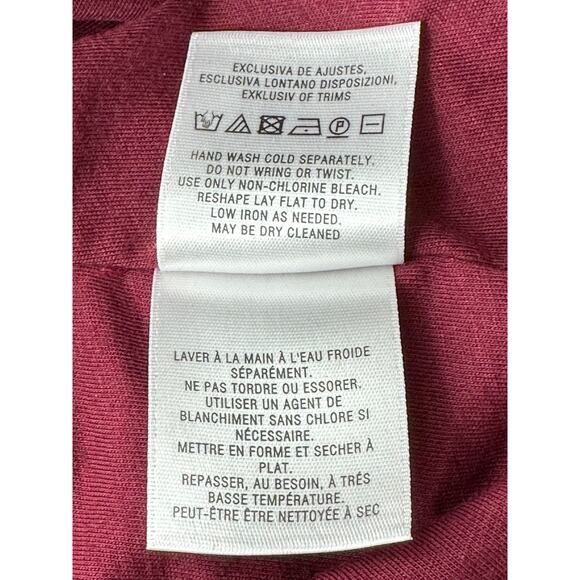 EXCLUSIVA DE AJUSTES,
ESCLUSIVA LONTANO DISPOSIZIONI,
EXKLUSIV OF TRIMS
P
HAND WASH COLD SEPARATELY.
DO NOT WRING OR TWIST.
USE ONLY NON-CHLORINE BLEACH.
RESHAPE LAY FLAT TO DRY.
LOW IRON AS NEEDED.
MAY BE DRY CLEANED
LAVER À LA MAIN À L'EAU FROIDE
SÉPARÉMENT.
NE PAS TORDRE OU ESSORER.
UTILISER UN AGENT DE
BLANCHIMENT SANS CHLORE SI
NÉCESSAIRE.
METTRE EN FORME ET SECHER À
PLAT.
REPASSER, AU BESOIN, À TRÉS
BASSE TEMPÉRATURE.
PEUT-ÊTRE ÊTRE NETTOYÉE À SEC